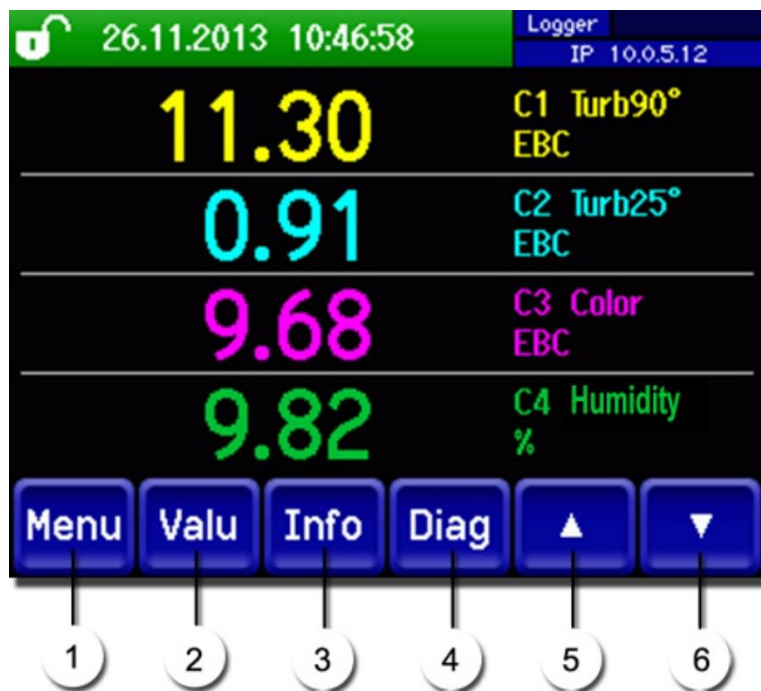 26.11.2013 10:46:58
Logger
IP 10.0.5.12
11.30 C1 Turb90°
EBC
0.91 C2 Turb25°
EBC
9.68 C3 Color
EBC
9.82 C4 Humidity
%
Menu Valu Info Diag ▲ ▼
1 2 3 4 5 6